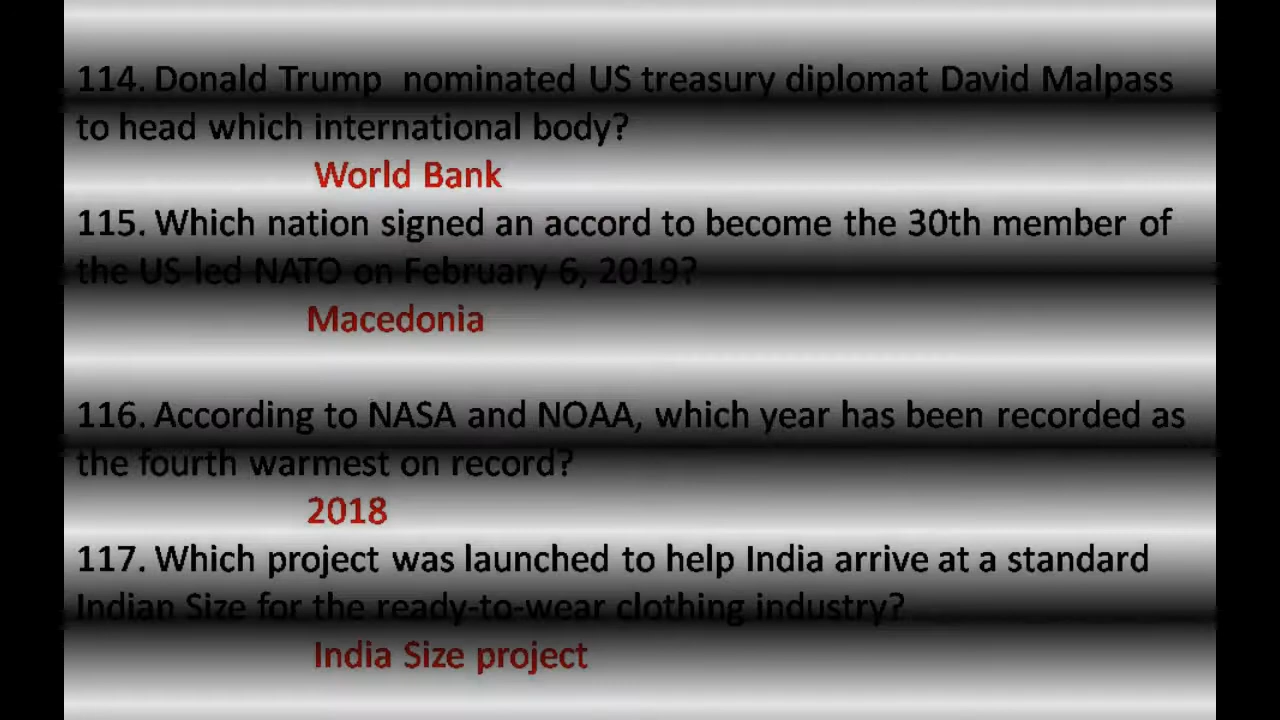 114. Donald Trump nominated US treasury diplomat David Malpass
to head which international body?
World Bank
115. Which nation signed an accord to become the 30th member of
the US-led NATO on February 6, 2019?
Macedonia
116. According to NASA and NOAA, which year has been recorded as
the fourth warmest on record?
2018
117. Which project was launched to help India arrive at a standard
Indian Size for the ready-to-wear clothing industry?
India Size project